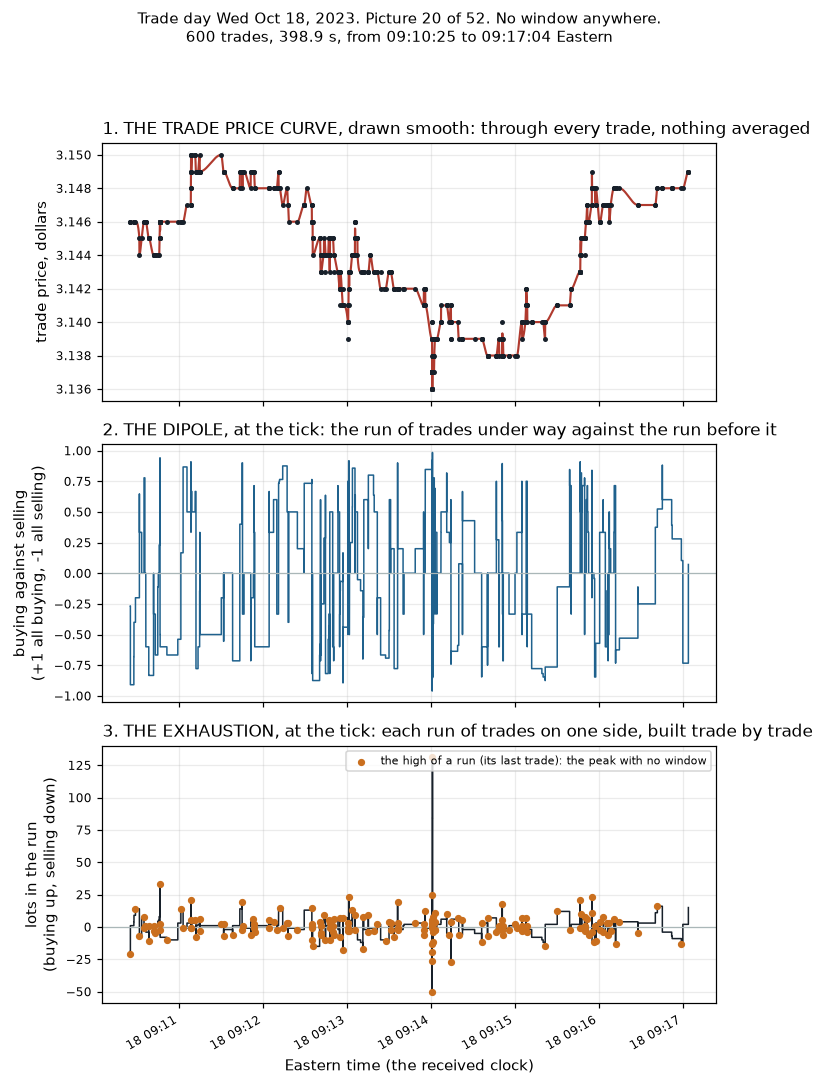 Trade day Wed Oct 18, 2023. Picture 20 of 52. No window anywhere.
600 trades, 398.9 s, from 09:10:25 to 09:17:04 Eastern
1. THE TRADE PRICE CURVE, drawn smooth: through every trade, nothing averaged
trade price, dollars
3.150
3.148
3.146
3.144
3.142
3.140
3.138
3.136
2. THE DIPOLE, at the tick: the run of trades under way against the run before it
buying against selling
(+1 all buying, -1 all selling)
1.00
0.75
0.50
0.25
0.00
−0.25
−0.50
−0.75
−1.00
3. THE EXHAUSTION, at the tick: each run of trades on one side, built trade by trade
lots in the run
(buying up, selling down)
125
100
75
50
25
0
−25
−50
the high of a run (its last trade): the peak with no window
18 09:11
18 09:12
18 09:13
18 09:14
18 09:15
18 09:16
18 09:17
Eastern time (the received clock)